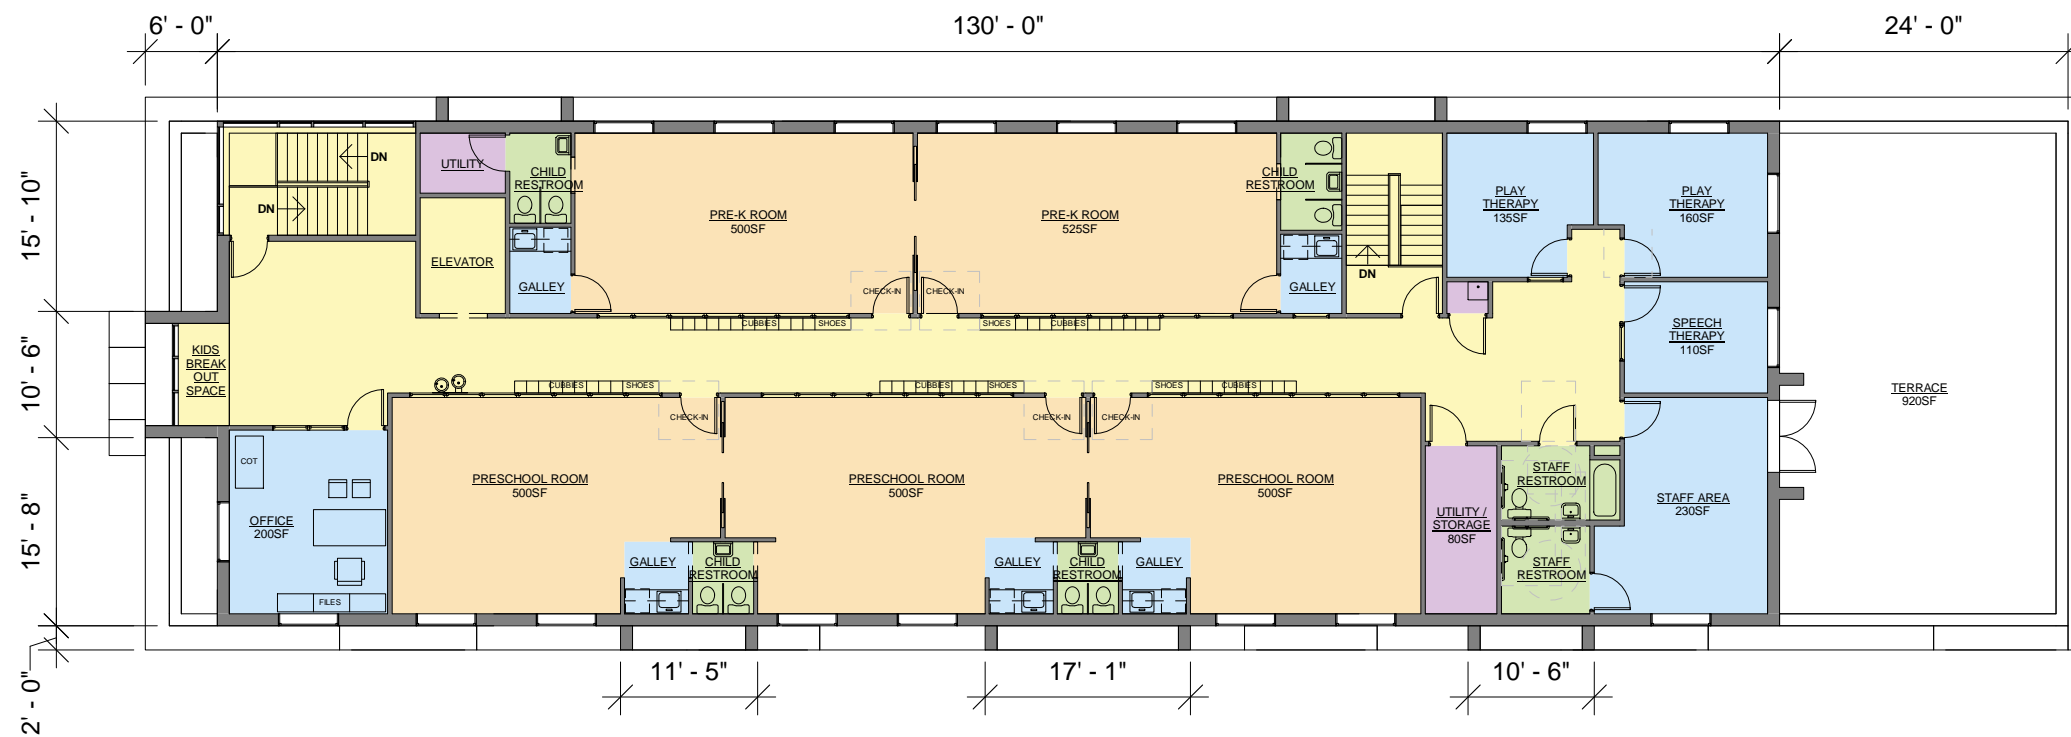 6' - 0"
130' - 0"
24' - 0"
15' - 10"
10' - 6"
15' - 8"
2' - 0"
DN
DN
UTILITY
CHILD
RESTROOM
ELEVATOR
GALLEY
PRE-K ROOM
500SF
PRE-K ROOM
525SF
CHILD
RESTROOM
GALLEY
DN
PLAY
THERAPY
135SF
PLAY
THERAPY
160SF
CHECK-IN
CHECK-IN
CUBBIES
SHOES
SHOES
CUBBIES
SPEECH
THERAPY
110SF
KIDS
BREAK
OUT
SPACE
CUBBIES
SHOES
CUBBIES
SHOES
SHOES
CUBBIES
CHECK-IN
CHECK-IN
CHECK-IN
TERRACE
920SF
COT
OFFICE
200SF
FILES
PRESCHOOL ROOM
500SF
PRESCHOOL ROOM
500SF
PRESCHOOL ROOM
500SF
GALLEY
CHILD
RESTROOM
GALLEY
CHILD
RESTROOM
GALLEY
UTILITY /
STORAGE
80SF
STAFF
RESTROOM
STAFF
RESTROOM
STAFF AREA
230SF
11' - 5"
17' - 1"
10' - 6"